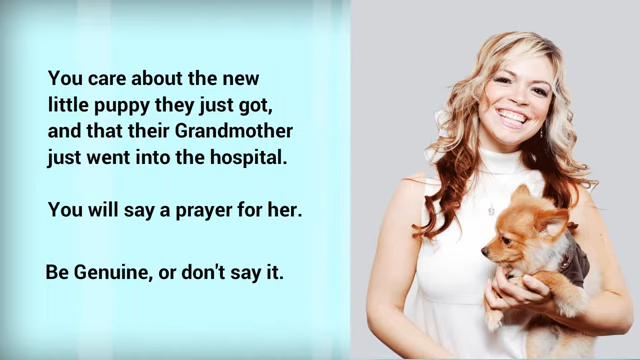 You care about the new
little puppy they just got,
and that their Grandmother
just went into the hospital.
You will say a prayer for her.
Be Genuine, or don't say it.